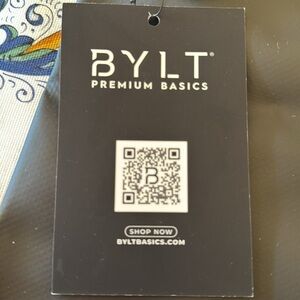 BYLT®
PREMIUM BASICS
B
SHOP NOW
BYLTBASICS.COM